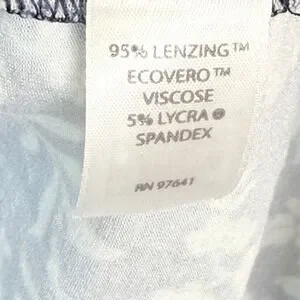 95% LENZING™
ECOVERO™
VISCOSE
5% LYCRA®
SPANDEX
RN 97641